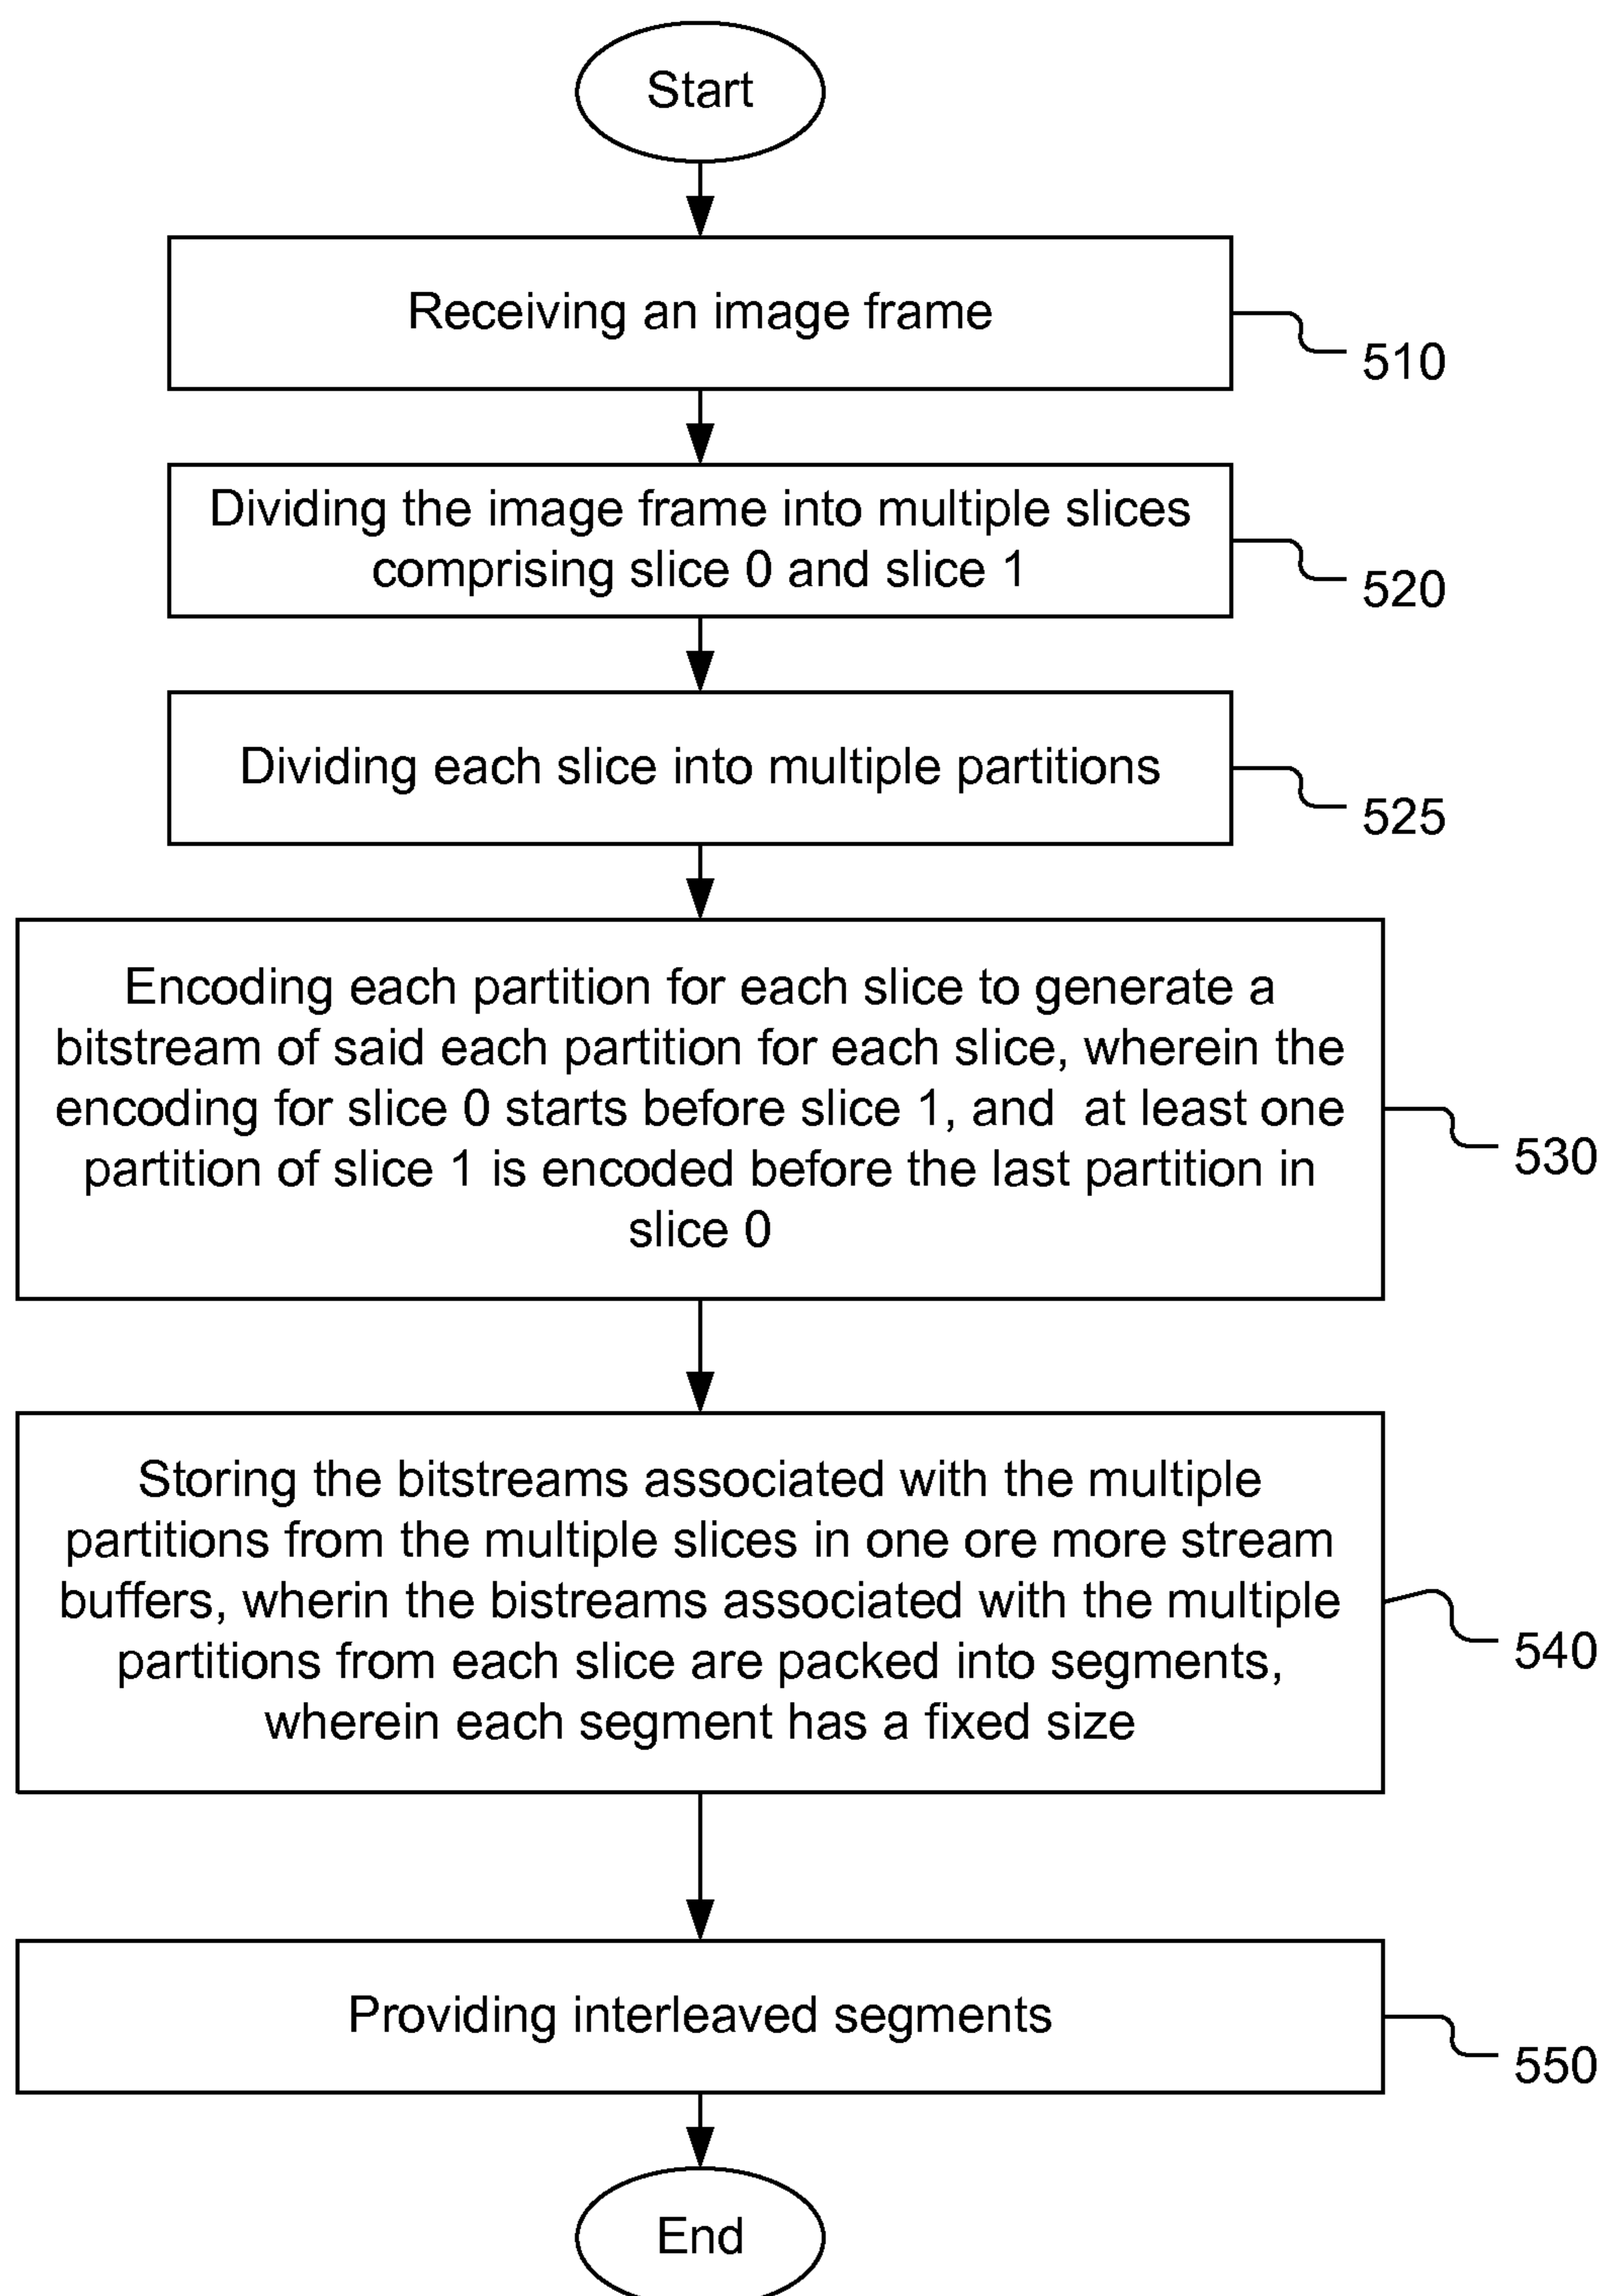 Start
Receiving an image frame
510
Dividing the image frame into multiple slices
comprising slice 0 and slice 1
520
Dividing each slice into multiple partitions
525
Encoding each partition for each slice to generate a
bitstream of said each partition for each slice, wherein the
encoding for slice 0 starts before slice 1, and  at least one
partition of slice 1 is encoded before the last partition in
slice 0
530
Storing the bitstreams associated with the multiple
partitions from the multiple slices in one ore more stream
buffers, wherin the bistreams associated with the multiple
partitions from each slice are packed into segments,
wherein each segment has a fixed size
540
Providing interleaved segments
550
End